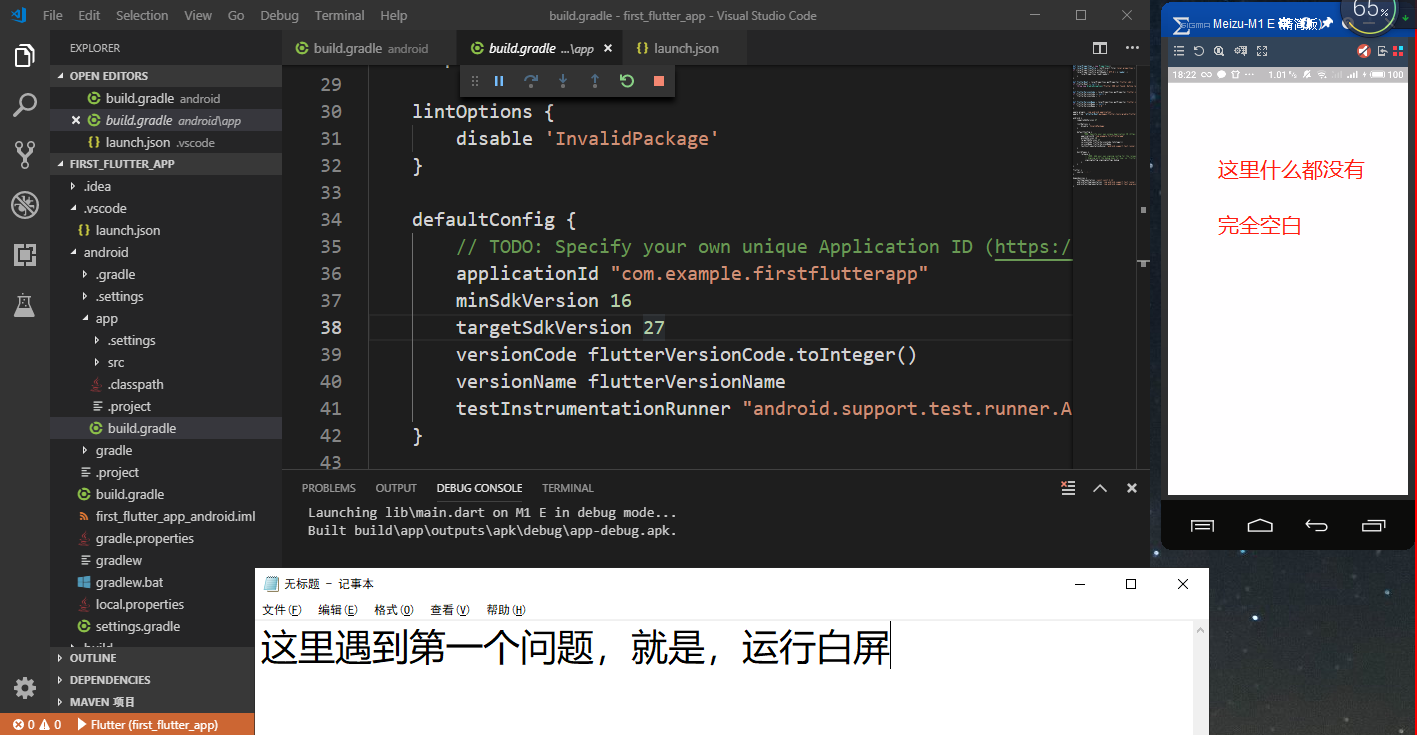 File Edit Selection View Go Debug Terminal Help
build.gradle - first_flutter_app - Visual Studio Code
EXPLORER
OPEN EDITORS
build.gradle android
build.gradle android\app
launch.json .vscode
FIRST_FLUTTER_APP
.idea
.vscode
launch.json
android
.gradle
.settings
app
.settings
src
.classpath
.project
build.gradle
gradle
.project
build.gradle
first_flutter_app_android.iml
gradle.properties
gradlew
gradlew.bat
local.properties
settings.gradle
build
OUTLINE
DEPENDENCIES
MAVEN 项目
0 0 Flutter (first_flutter_app)
build.gradle android
build.gradle ...\app
launch.json
29
30 lintOptions {
31 disable 'InvalidPackage'
32 }
33
34 defaultConfig {
35 // TODO: Specify your own unique Application ID (https:/
36 applicationId "com.example.firstflutterapp"
37 minSdkVersion 16
38 targetSdkVersion 27
39 versionCode flutterVersionCode.toInteger()
40 versionName flutterVersionName
41 testInstrumentationRunner "android.support.test.runner.A
42 }
43
PROBLEMS OUTPUT DEBUG CONSOLE TERMINAL
Launching lib\main.dart on M1 E in debug mode...
Built build\app\outputs\apk\debug\app-debug.apk.
无标题 - 记事本
文件(F) 编辑(E) 格式(O) 查看(V) 帮助(H)
这里遇到第一个问题，就是，运行白屏
65%
SIGMA Meizu-M1 E
18:22 1.01% 100
这里什么都没有
完全空白